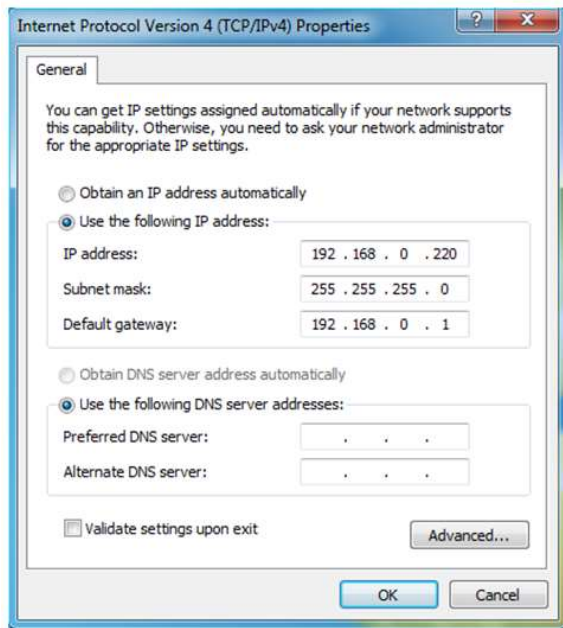 Internet Protocol Version 4 (TCP/IPv4) Properties
General
You can get IP settings assigned automatically if your network supports
this capability. Otherwise, you need to ask your network administrator
for the appropriate IP settings.
Obtain an IP address automatically
Use the following IP address:
IP address: 192 . 168 . 0 . 220
Subnet mask: 255 . 255 . 255 . 0
Default gateway: 192 . 168 . 0 . 1
Obtain DNS server address automatically
Use the following DNS server addresses:
Preferred DNS server: . . .
Alternate DNS server: . . .
Validate settings upon exit
Advanced...
OK Cancel